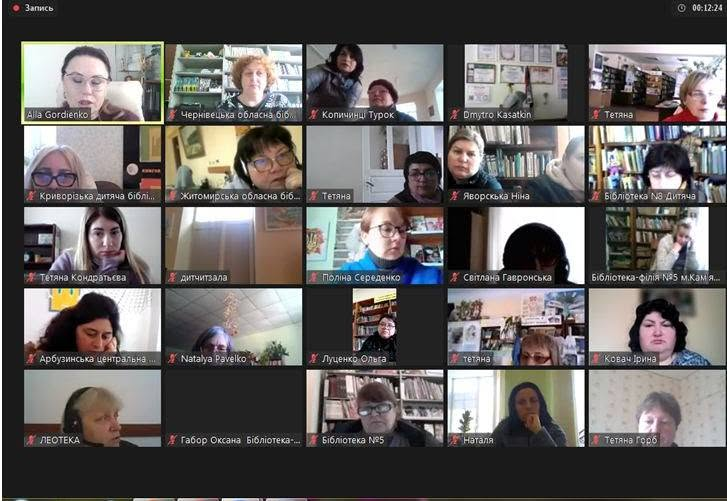 Запись
00:12:24
Alla Gordienko
Чернівецька обласна біб...
Копичинці Турок
Dmytro Kasatkin
Тетяна
Криворізька дитяча біблі...
Житомирська обласна біб...
Тетяна
Яворська Ніна
Бібліотека №8 Дитяча
Тетяна Кондратьєва
дитчитзала
Поліна Середенко
Світлана Гавронська
Бібліотека-філія №5 м.Кам'я...
Арбузинська центральна ...
Natalya Pavelko
Луценко Ольга
тетяна
Ковач Ірина
ЛЕОТЕКА
Габор Оксана Бібліотека-...
Бібліотека №5
Наталя
Тетяна Горб